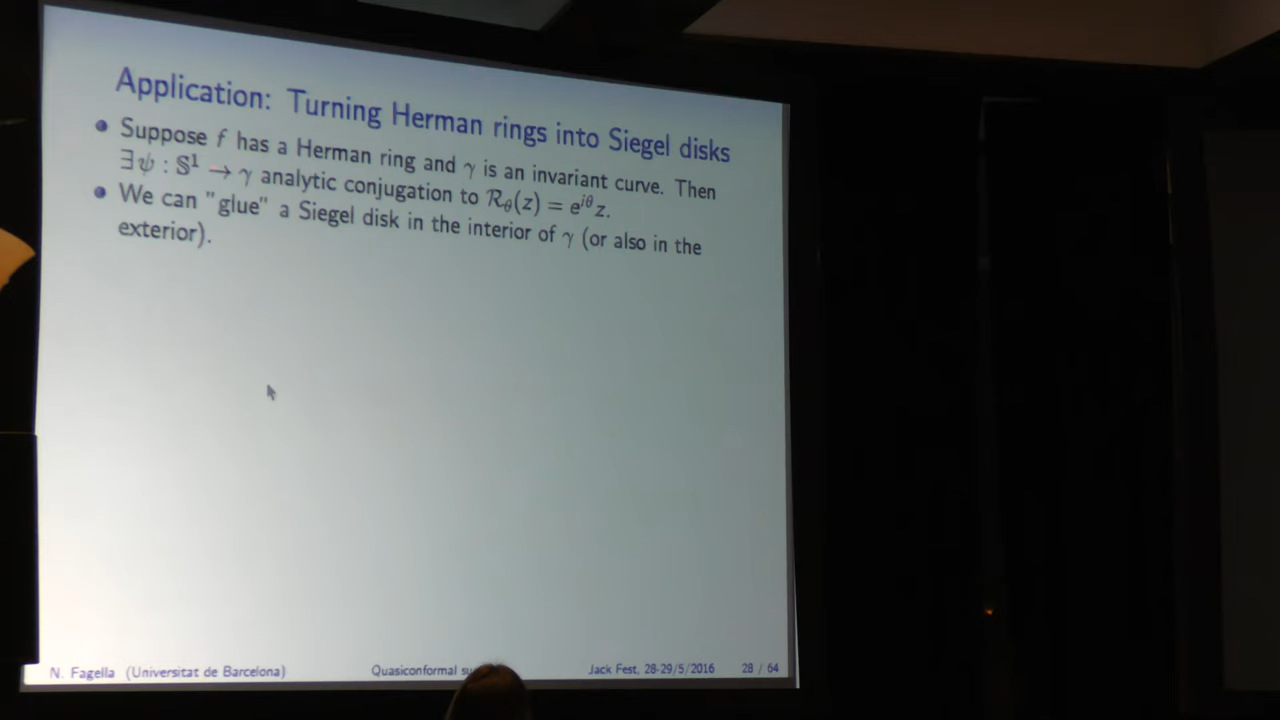 Application: Turning Herman rings into Siegel disks
Suppose f has a Herman ring and γ is an invariant curve. Then
∃ ψ : 𝕊¹ → γ analytic conjugation to 𝓡_θ(z) = e^{iθ} z.
We can "glue" a Siegel disk in the interior of γ (or also in the
exterior).
N. Fagella (Universitat de Barcelona) Quasiconformal Jack Fest, 28-29/5/2016 28 / 64